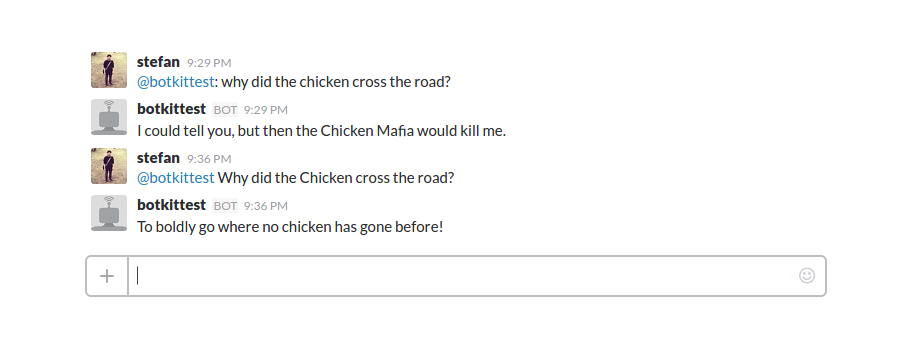 stefan 9:29 PM
@botkittest: why did the chicken cross the road?
botkittest BOT 9:29 PM
I could tell you, but then the Chicken Mafia would kill me.
stefan 9:36 PM
@botkittest Why did the Chicken cross the road?
botkittest BOT 9:36 PM
To boldly go where no chicken has gone before!